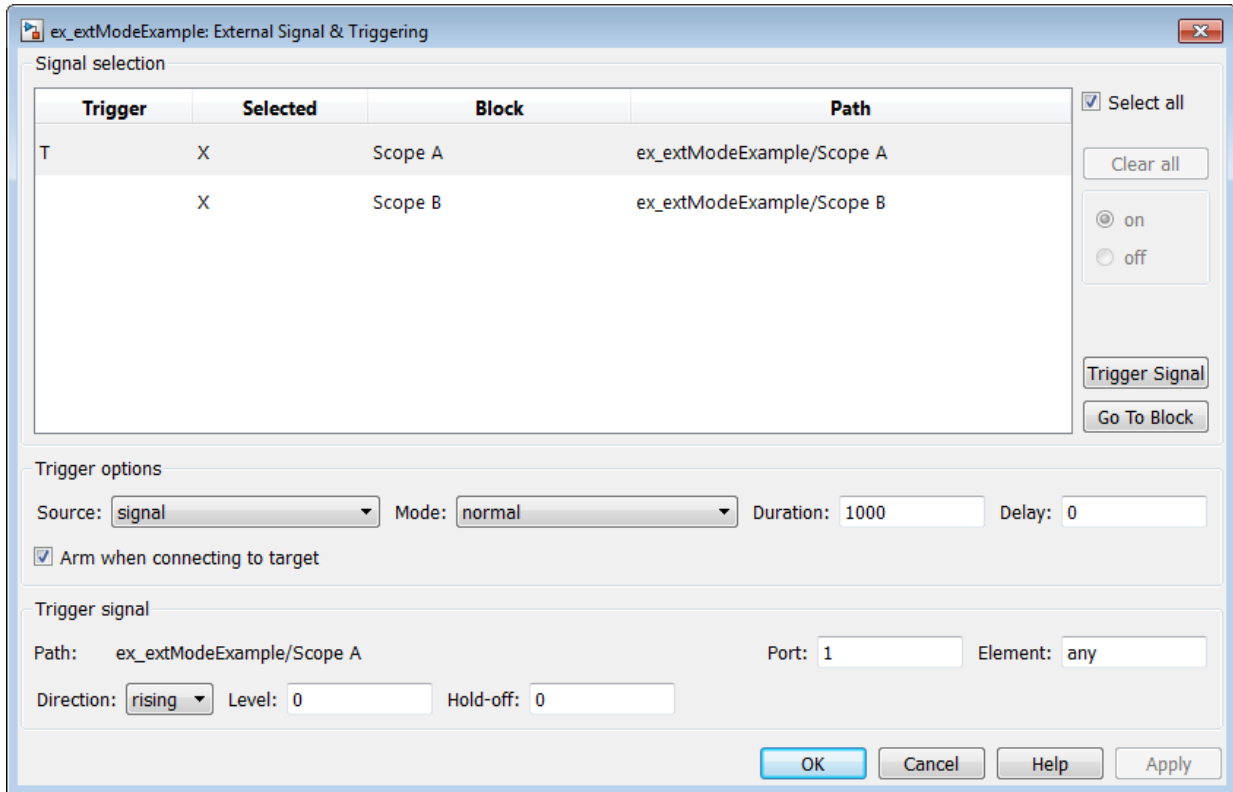 ex_extModeExample: External Signal & Triggering
Signal selection
Trigger Selected Block Path
Select all
T X Scope A ex_extModeExample/Scope A
Clear all
X Scope B ex_extModeExample/Scope B
on
off
Trigger Signal
Go To Block
Trigger options
Source: signal Mode: normal Duration: 1000 Delay: 0
Arm when connecting to target
Trigger signal
Path: ex_extModeExample/Scope A Port: 1 Element: any
Direction: rising Level: 0 Hold-off: 0
OK Cancel Help Apply